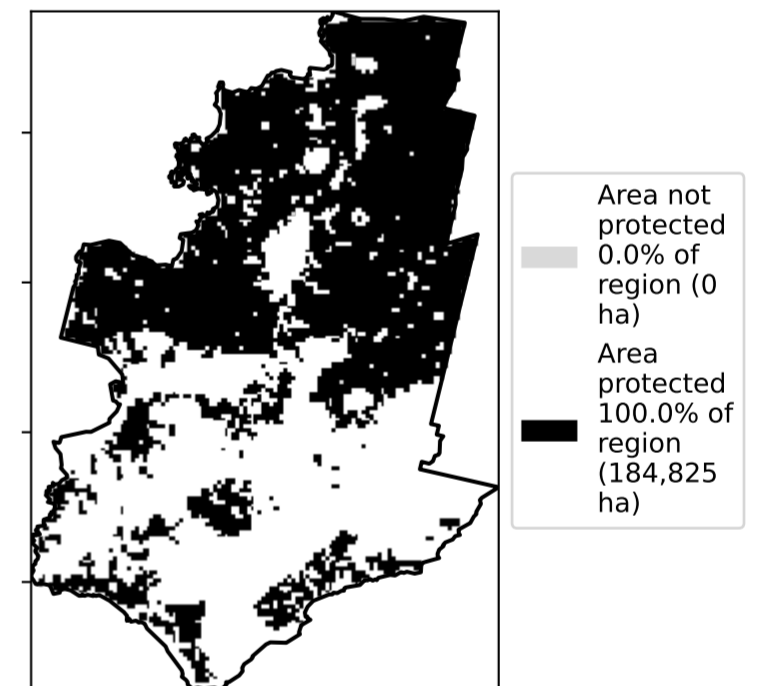 Area not
protected
0.0% of
region (0
ha)
Area
protected
100.0% of
region
(184,825
ha)